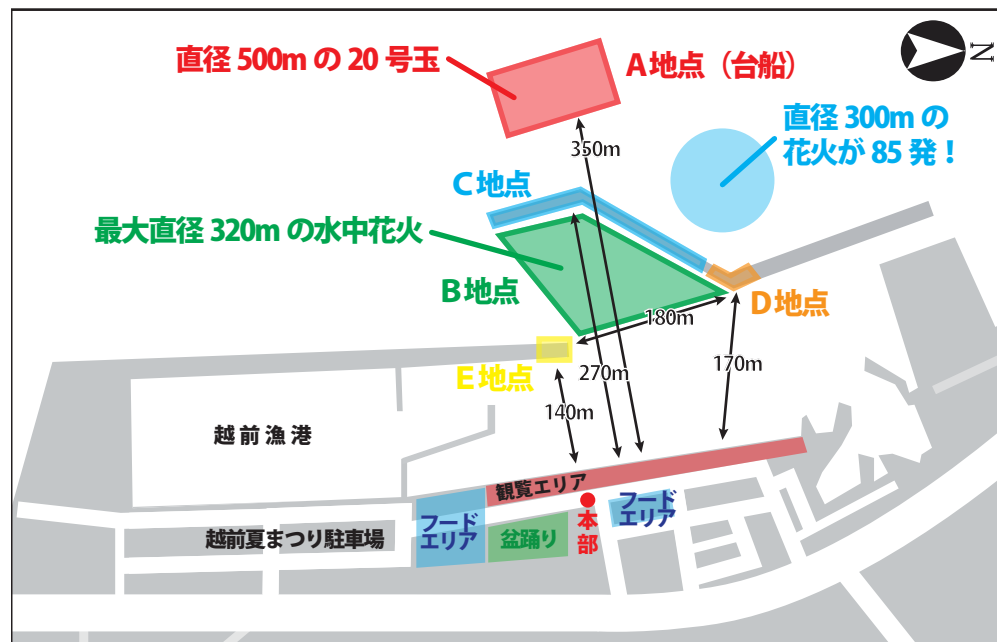 直径 500m の 20 号玉
A地点（台船）
N
直径 300m の
花火が 85 発！
350m
C地点
最大直径 320m の水中花火
B地点
D地点
180m
E地点
270m
170m
140m
越前漁港
観覧エリア
フード
エリア
フード
エリア
本部
越前夏まつり駐車場
盆踊り